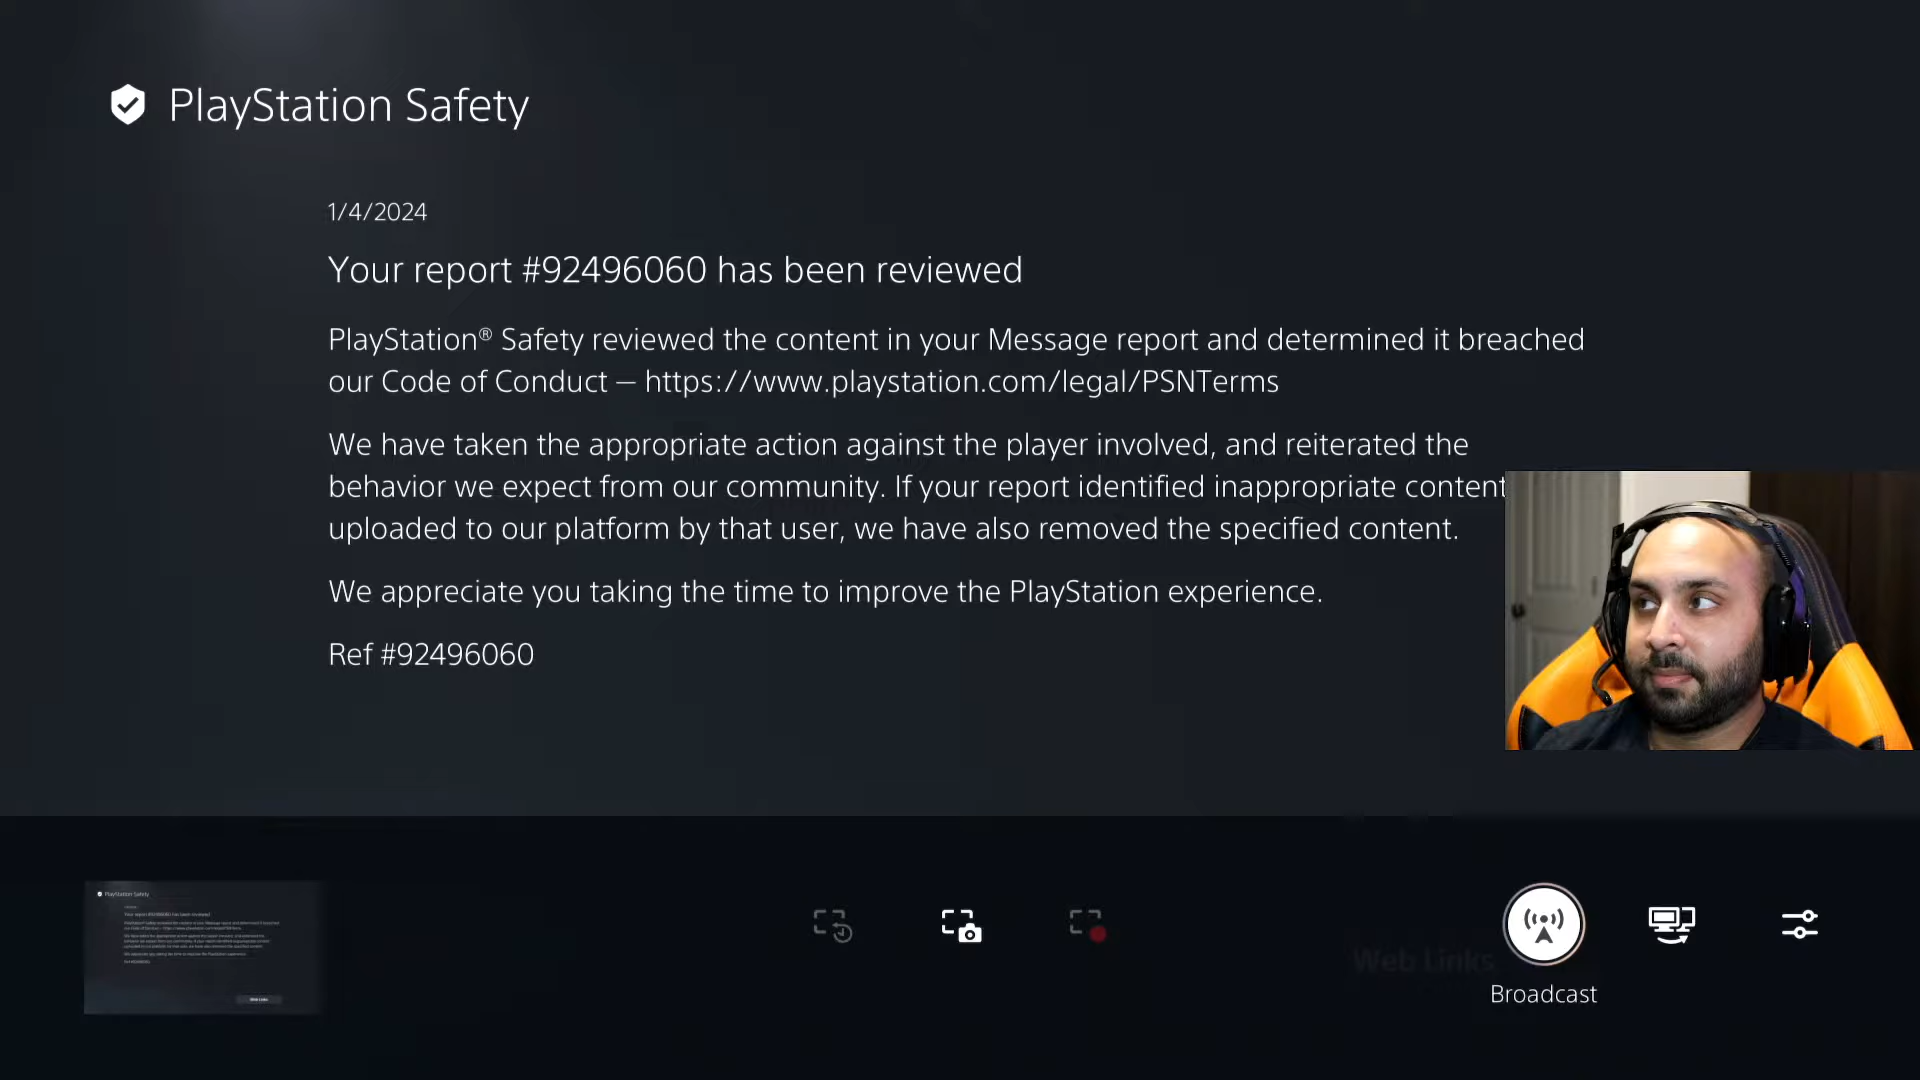 PlayStation Safety
1/4/2024
Your report #92496060 has been reviewed
PlayStation® Safety reviewed the content in your Message report and determined it breached
our Code of Conduct – https://www.playstation.com/legal/PSNTerms
We have taken the appropriate action against the player involved, and reiterated the
behavior we expect from our community. If your report identified inappropriate content
uploaded to our platform by that user, we have also removed the specified content.
We appreciate you taking the time to improve the PlayStation experience.
Ref #92496060
Web Links
Broadcast